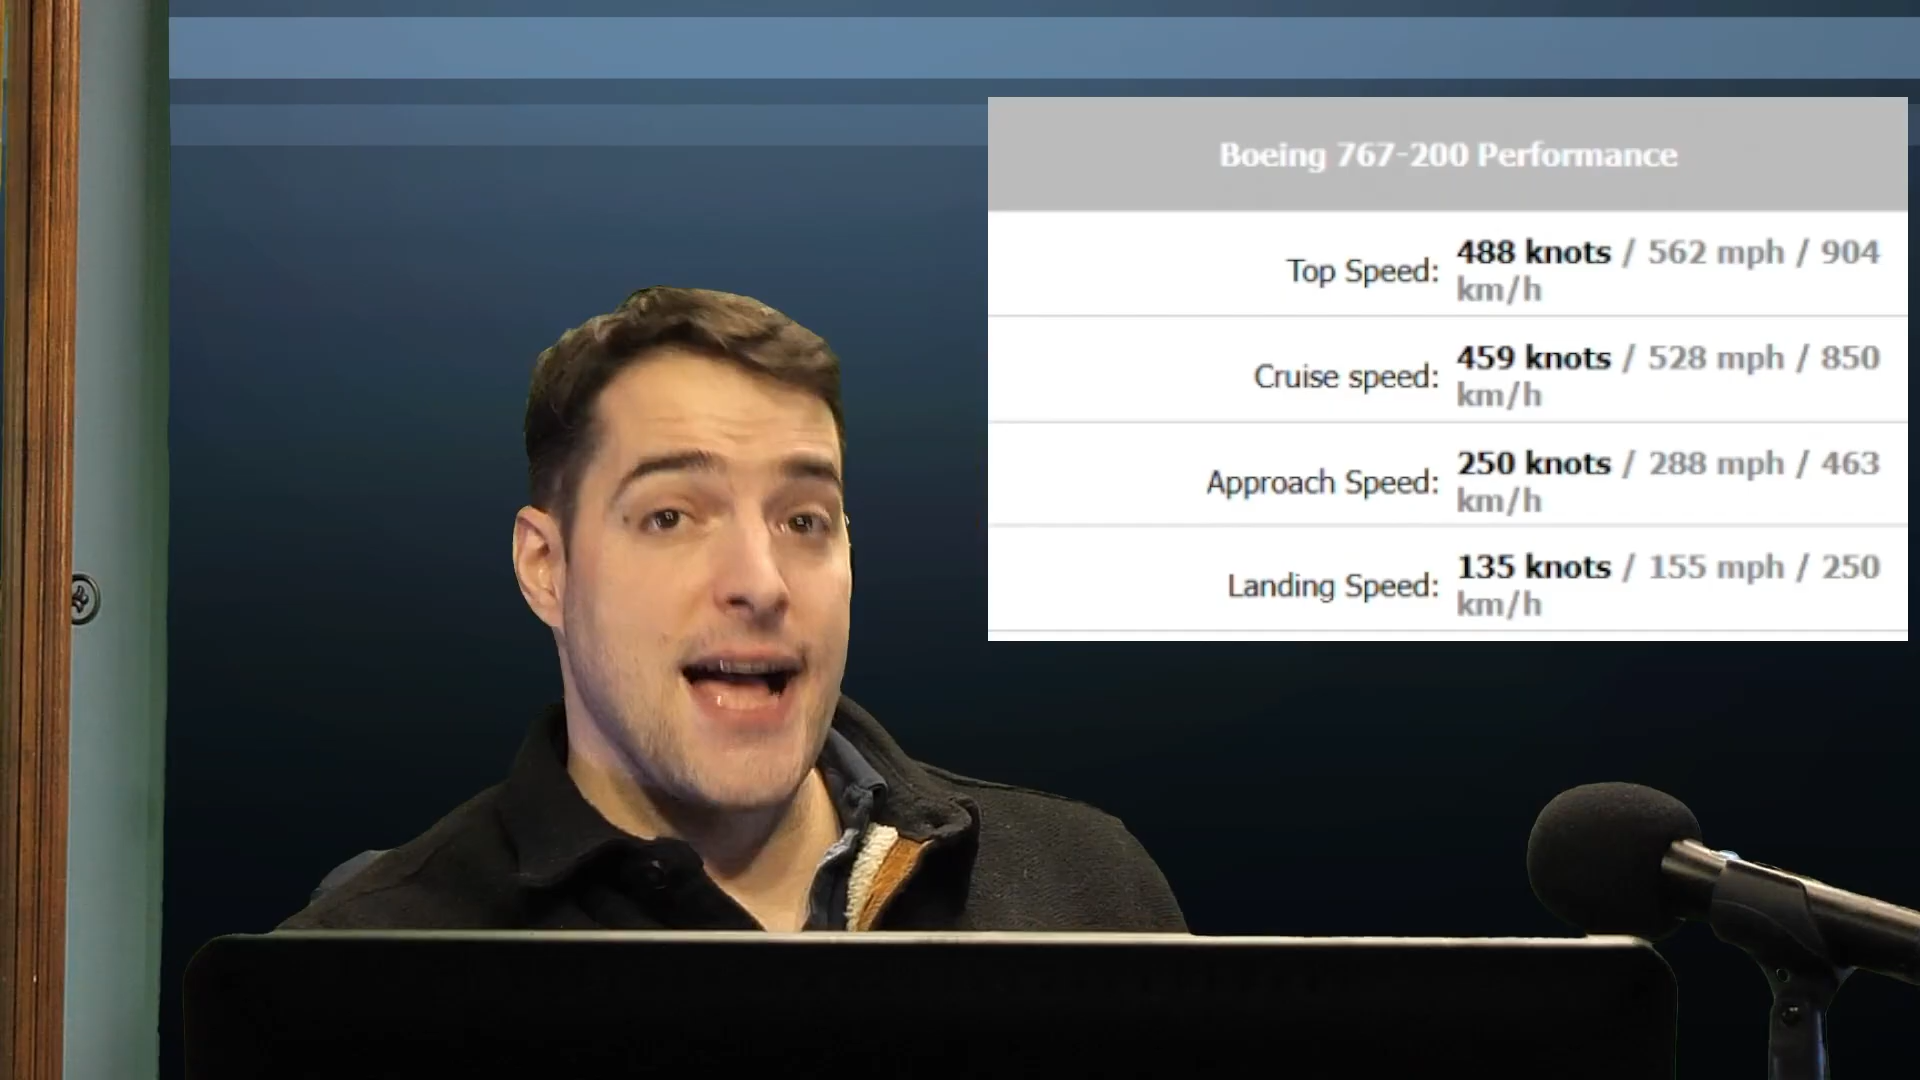 Boeing 767-200 Performance
Top Speed: 488 knots / 562 mph / 904
km/h
Cruise speed: 459 knots / 528 mph / 850
km/h
Approach Speed: 250 knots / 288 mph / 463
km/h
Landing Speed: 135 knots / 155 mph / 250
km/h